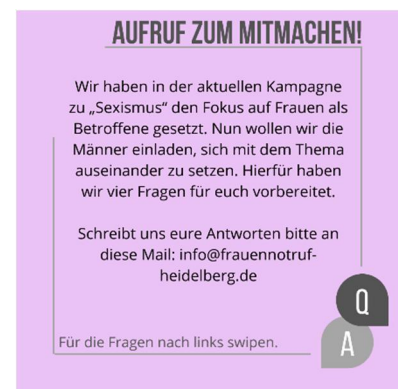 AUFRUF ZUM MITMACHEN!
Wir haben in der aktuellen Kampagne
zu „Sexismus“ den Fokus auf Frauen als
Betroffene gesetzt. Nun wollen wir die
Männer einladen, sich mit dem Thema
auseinander zu setzen. Hierfür haben
wir vier Fragen für euch vorbereitet.
Schreibt uns eure Antworten bitte an
diese Mail: info@frauennotruf-
heidelberg.de
Q
A
Für die Fragen nach links swipen.